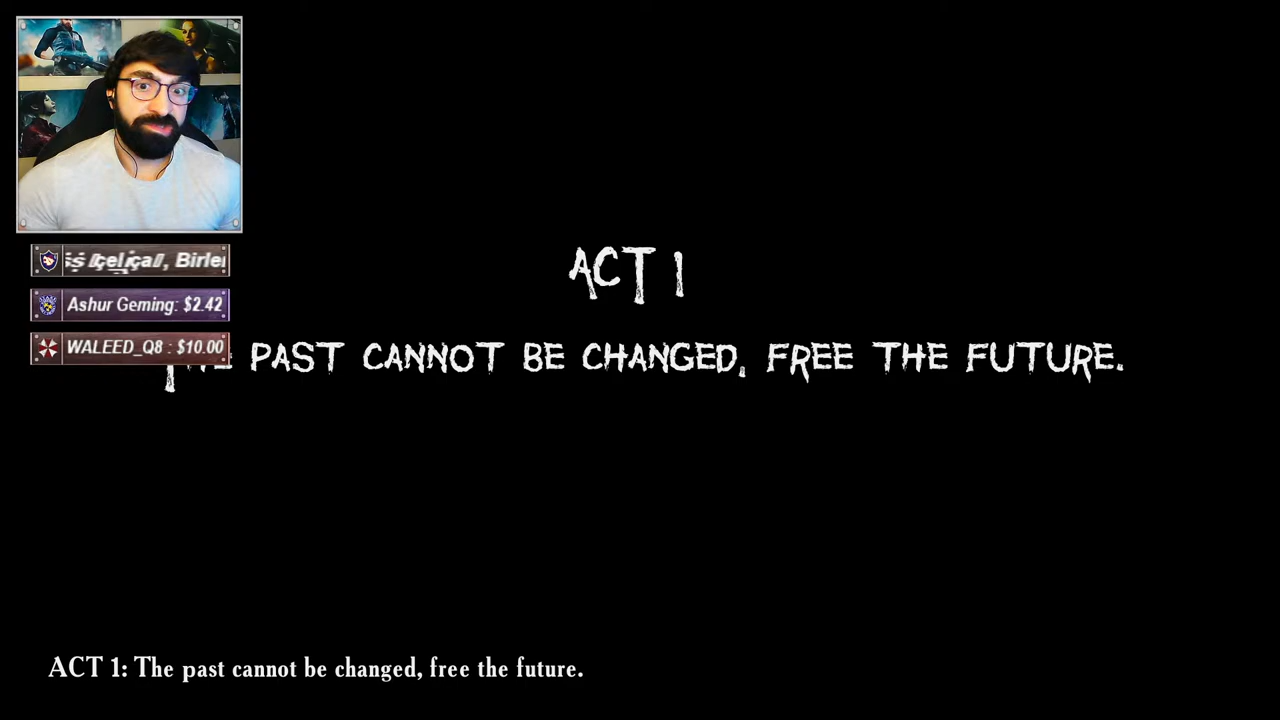 Ashur Geming: $2.42
WALEED_Q8 : $10.00
ACT 1
PAST CANNOT BE CHANGED, FREE THE FUTURE.
ACT 1: The past cannot be changed, free the future.